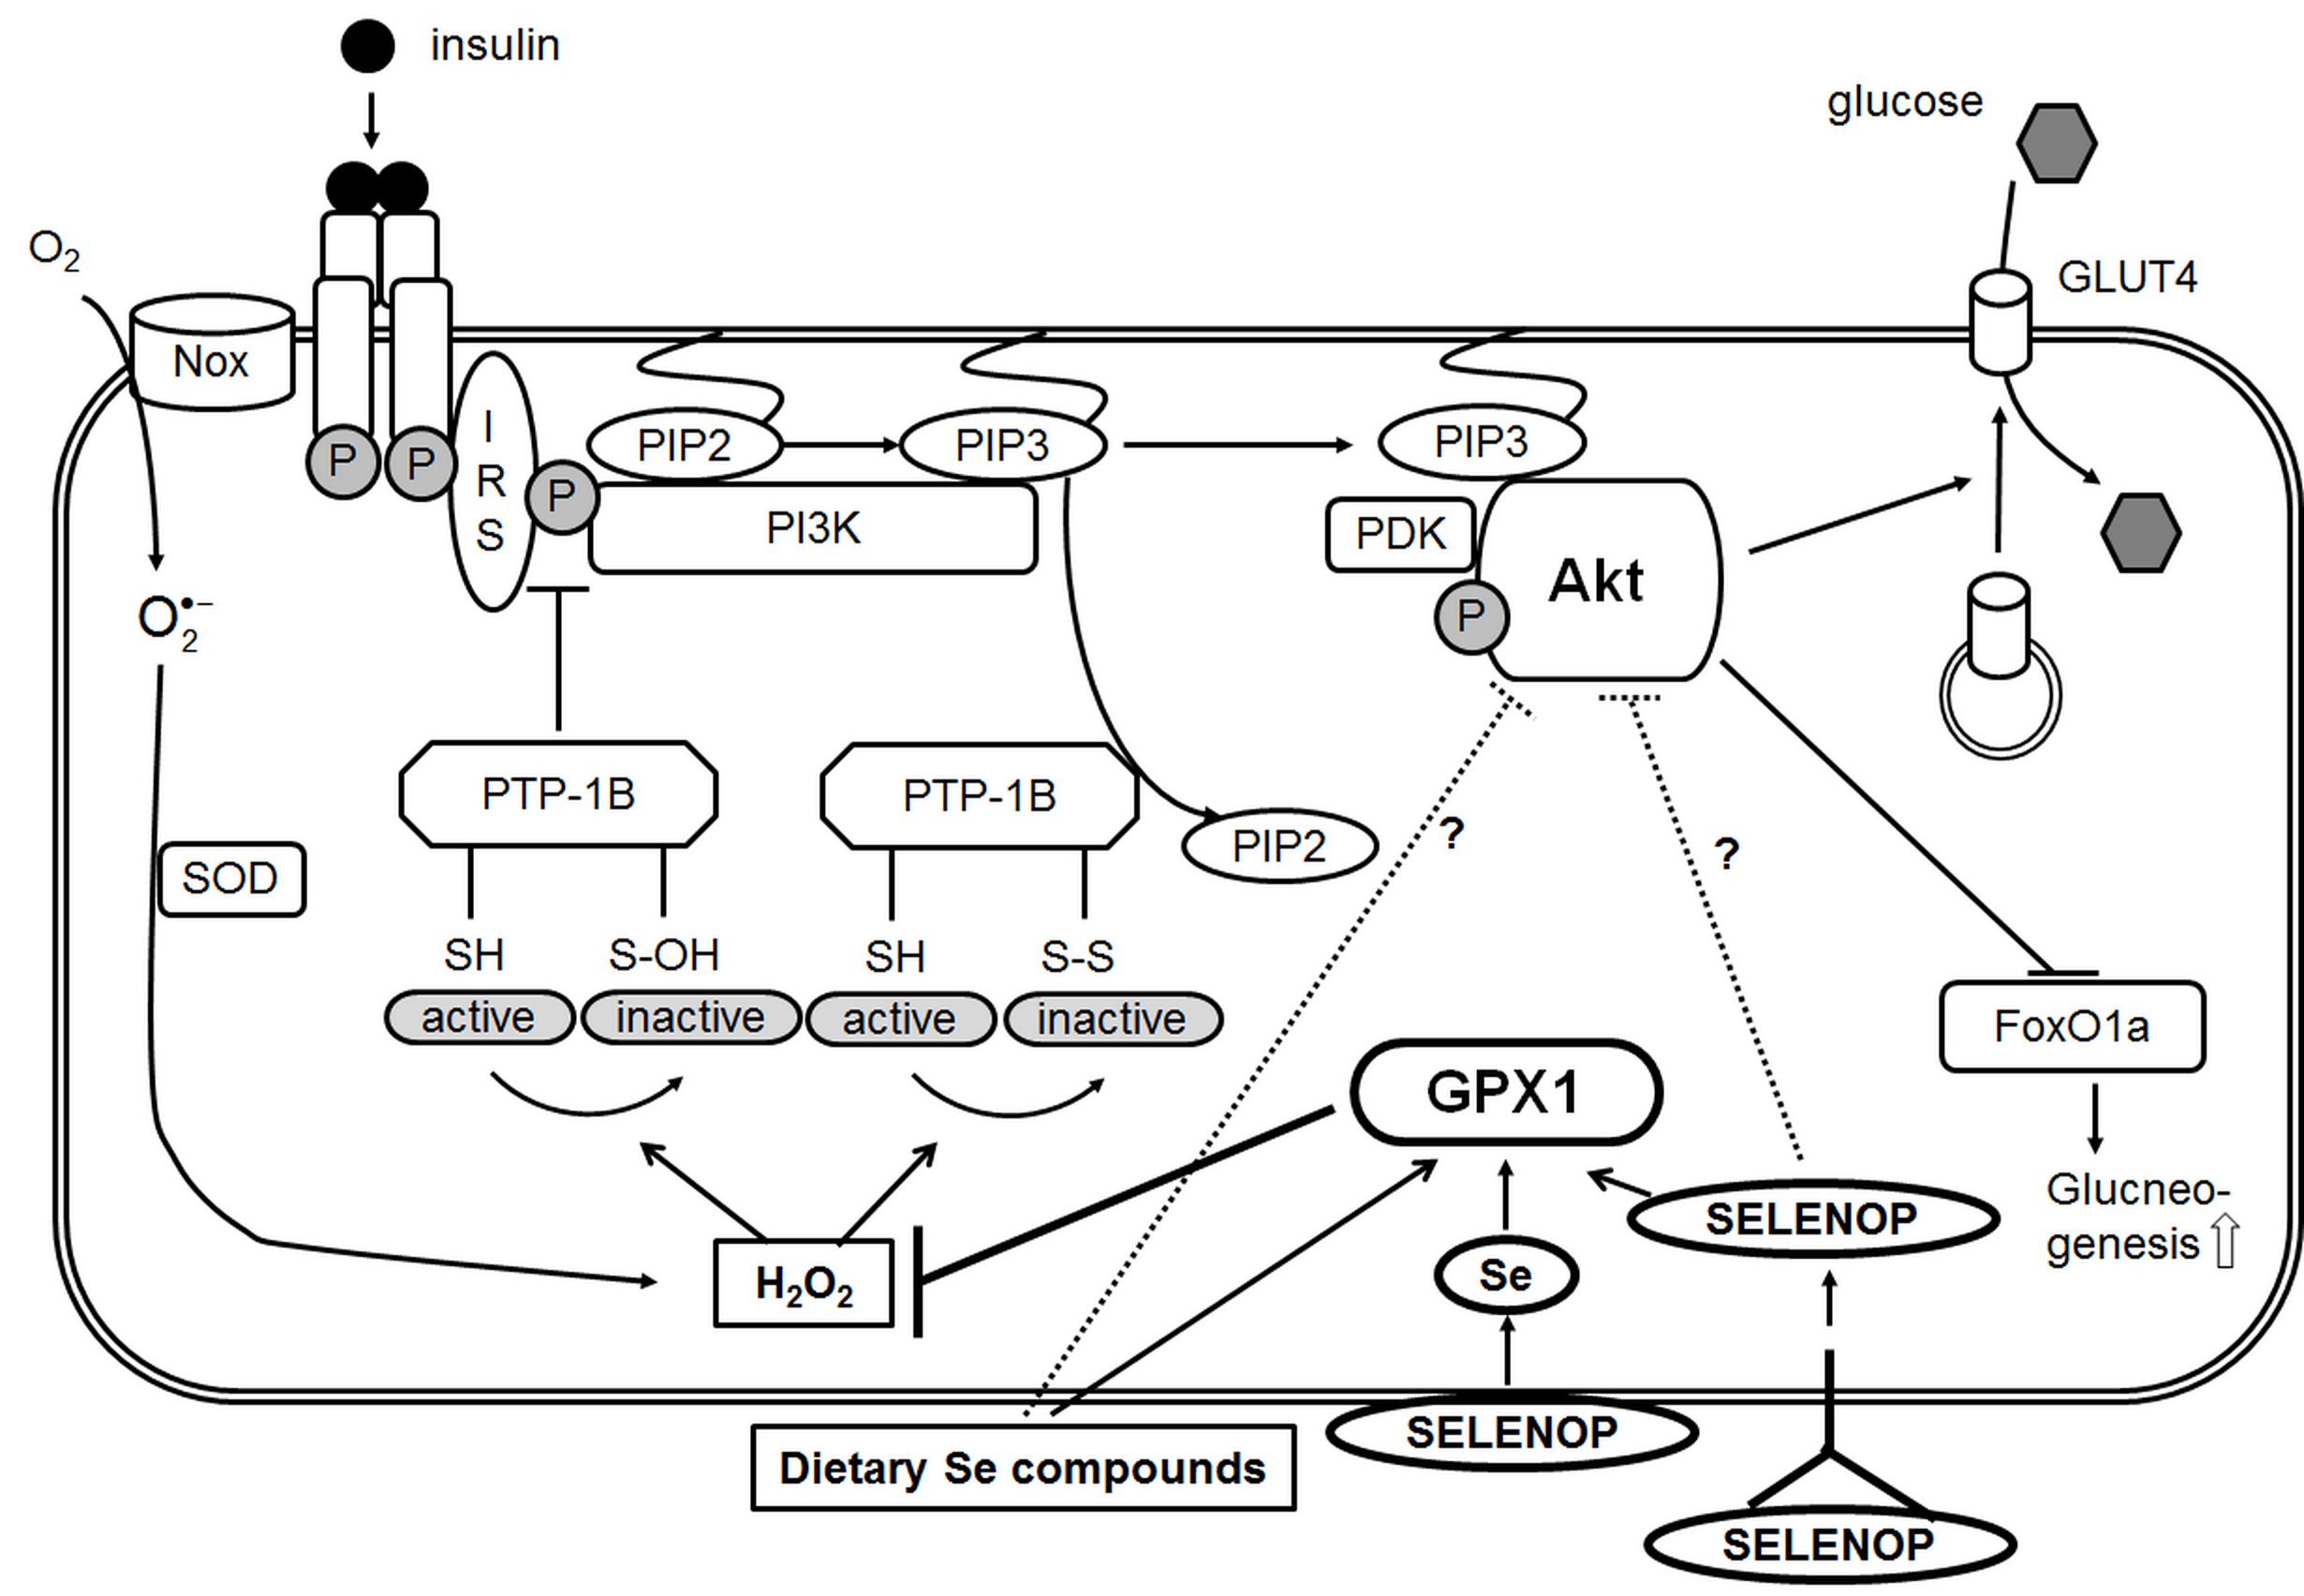 insulin
glucose
O₂
GLUT4
Nox
I
R
S
P
P
P
PIP2
PIP3
PIP3
PI3K
PDK
Akt
P
O₂•–
PTP-1B
PTP-1B
PIP2
?
?
SOD
SH
S-OH
SH
S-S
active
inactive
active
inactive
FoxO1a
GPX1
Glucneo-
genesis
SELENOP
Se
H₂O₂
SELENOP
Dietary Se compounds
SELENOP